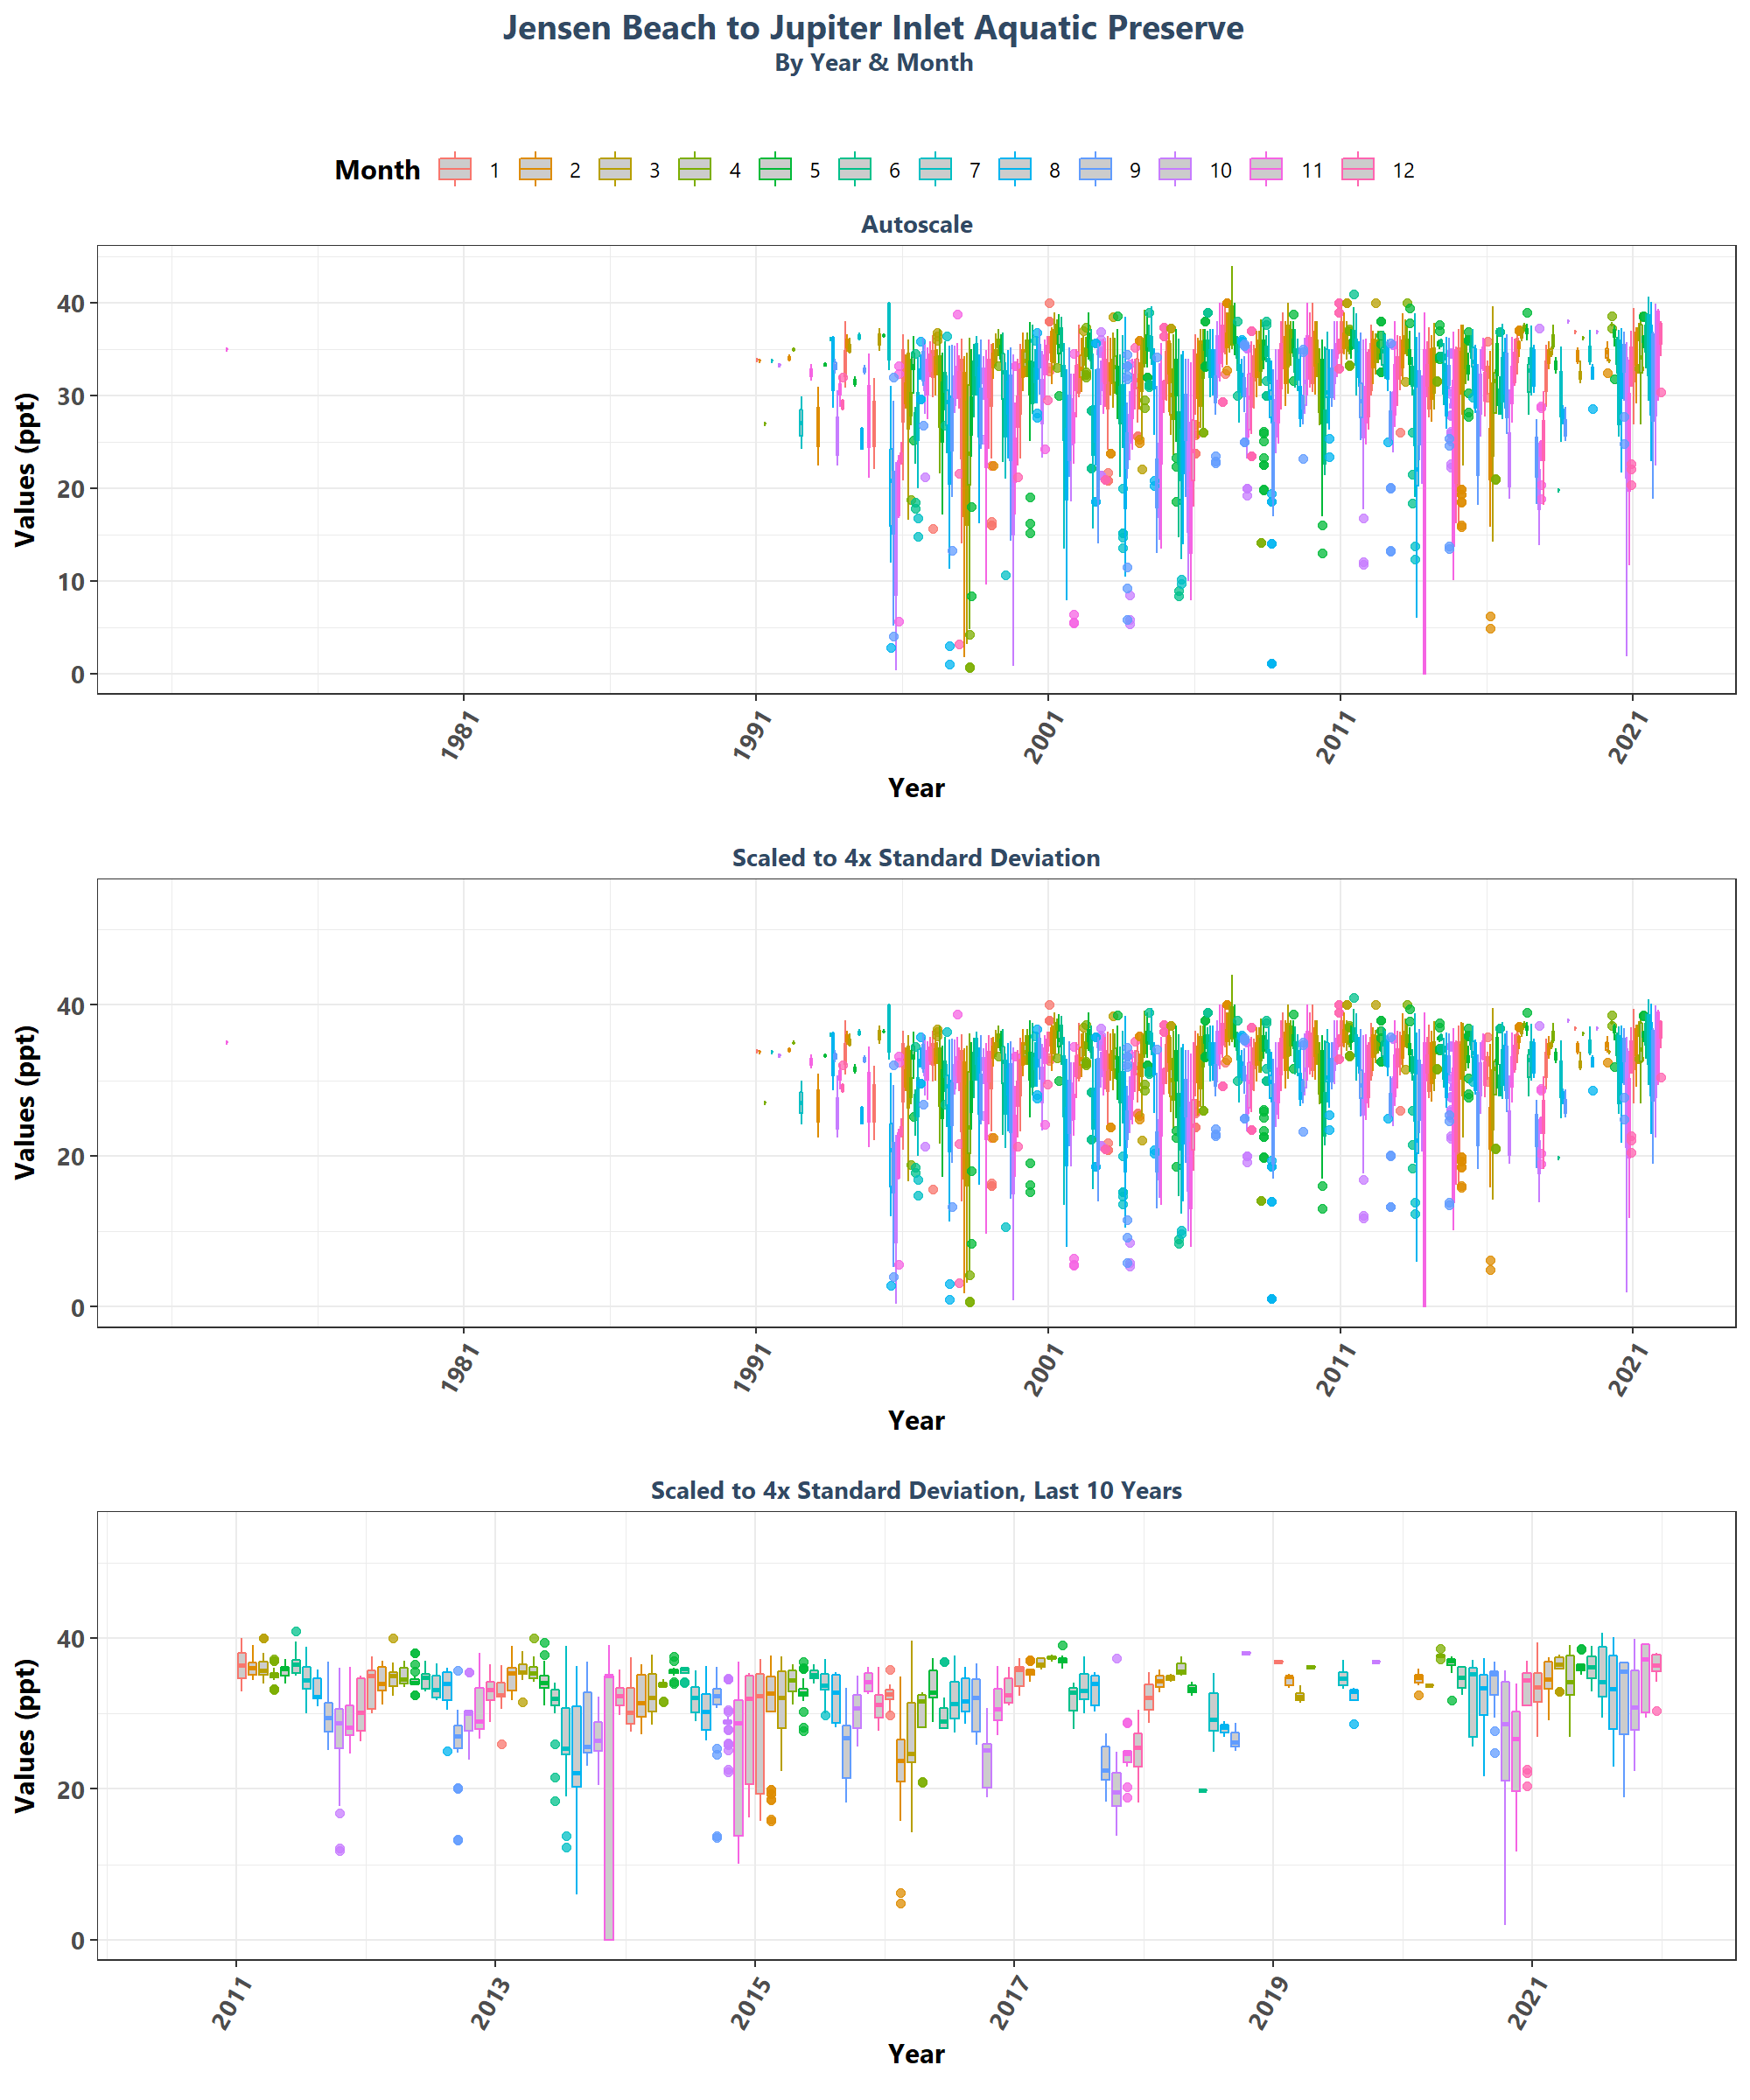 Jensen Beach to Jupiter Inlet Aquatic Preserve
By Year & Month
Month 1 2 3 4 5 6 7 8 9 10 11 12
Autoscale
Values (ppt)
40
30
20
10
0
1981 1991 2001 2011 2021
Year
Scaled to 4x Standard Deviation
Values (ppt)
40
20
0
1981 1991 2001 2011 2021
Year
Scaled to 4x Standard Deviation, Last 10 Years
Values (ppt)
40
20
0
2011 2013 2015 2017 2019 2021
Year